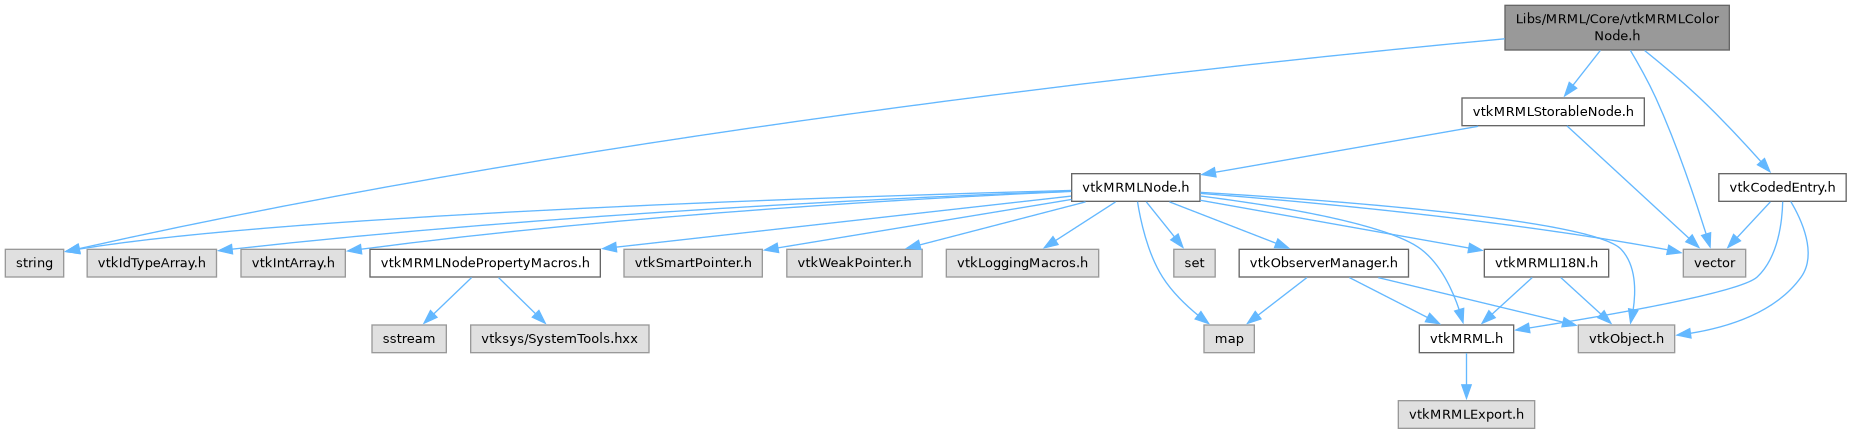 Libs/MRML/Core/vtkMRMLColor
Node.h
vtkMRMLStorableNode.h
vtkMRMLNode.h
vtkCodedEntry.h
string
vtkIdTypeArray.h
vtkIntArray.h
vtkMRMLNodePropertyMacros.h
vtkSmartPointer.h
vtkWeakPointer.h
vtkLoggingMacros.h
set
vtkObserverManager.h
vtkMRMLI18N.h
vector
sstream
vtksys/SystemTools.hxx
map
vtkMRML.h
vtkObject.h
vtkMRMLExport.h